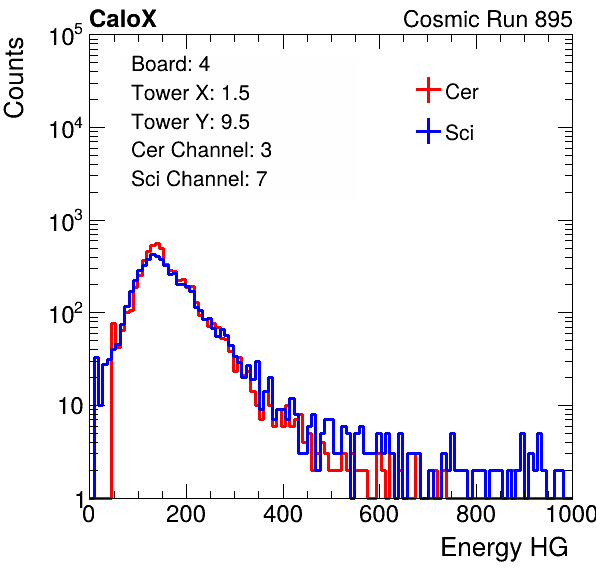 CaloX Cosmic Run 895
Counts
Board: 4
Tower X: 1.5
Tower Y: 9.5
Cer Channel: 3
Sci Channel: 7
Cer
Sci
10^5
10^4
10^3
10^2
10
1
0 200 400 600 800 1000
Energy HG